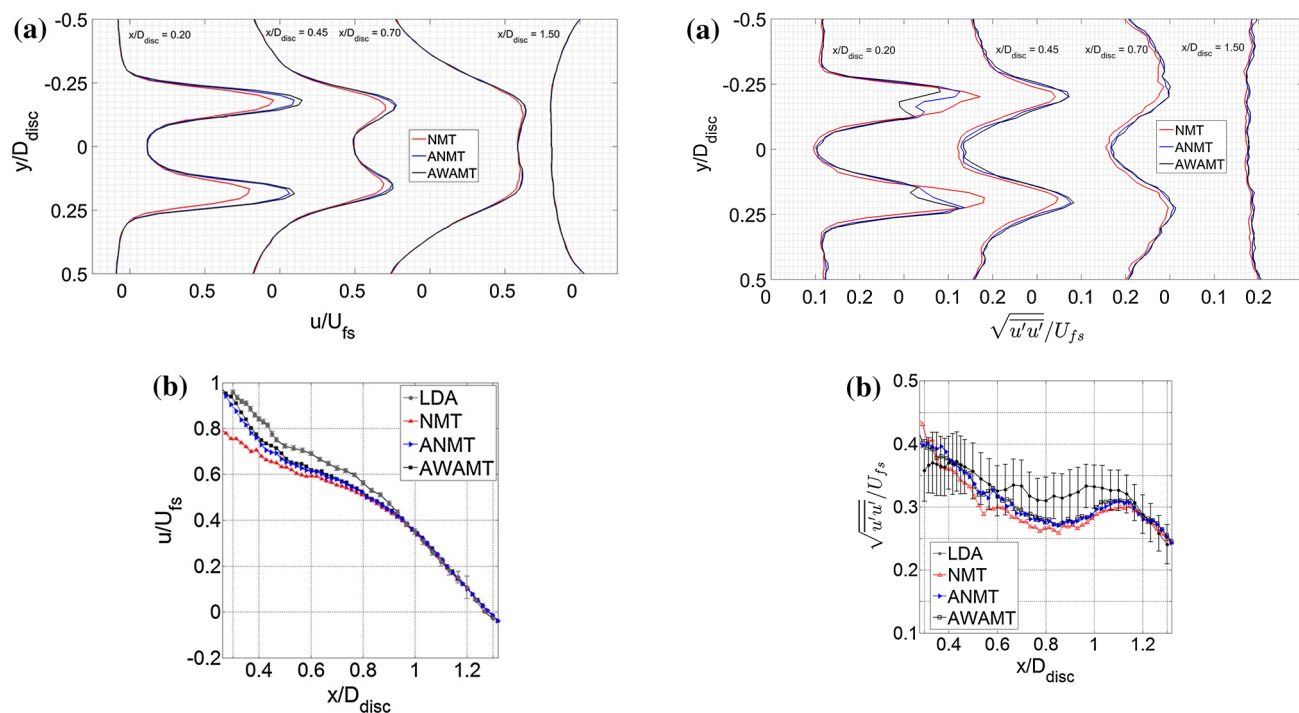 (a)
-0.5
-0.25
0
0.25
0.5
y/D_disc
x/D_disc = 0.20
x/D_disc = 0.45
x/D_disc = 0.70
x/D_disc = 1.50
NMT
ANMT
AWAMT
0 0.5 0 0.5 0 0.5 0
u/U_fs
(a)
-0.5
-0.25
0
0.25
0.5
y/D_disc
x/D_disc = 0.20
x/D_disc = 0.45
x/D_disc = 0.70
x/D_disc = 1.50
NMT
ANMT
AWAMT
0 0.1 0 0.2 0 0.2 0.1 0 0.1 0.2
√u'u'/U_fs
(b)
1
0.8
0.6
0.4
0.2
0
-0.2
u/U_fs
LDA
NMT
ANMT
AWAMT
0.4 0.6 0.8 1 1.2
x/D_disc
(b)
0.5
0.4
0.3
0.2
0.1
√u'u'/U_fs
LDA
NMT
ANMT
AWAMT
0.4 0.6 0.8 1 1.2
x/D_disc